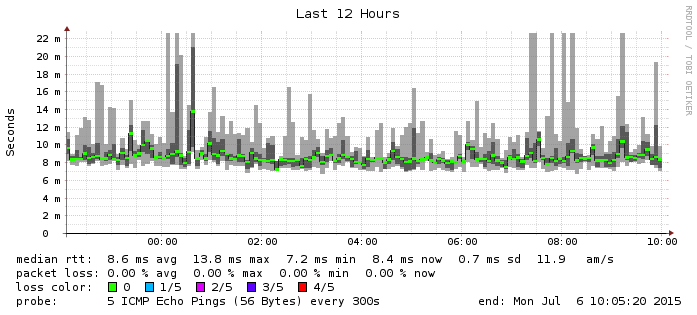 Last 12 Hours
RRDTOOL / TOBI OETIKER
Seconds
22 m
20 m
18 m
16 m
14 m
12 m
10 m
8 m
6 m
4 m
2 m
0
00:00 02:00 04:00 06:00 08:00 10:00
median rtt: 8.6 ms avg 13.8 ms max 7.2 ms min 8.4 ms now 0.7 ms sd 11.9 am/s
packet loss: 0.00 % avg 0.00 % max 0.00 % min 0.00 % now
loss color: 0 1/5 2/5 3/5 4/5
probe: 5 ICMP Echo Pings (56 Bytes) every 300s end: Mon Jul 6 10:05:20 2015